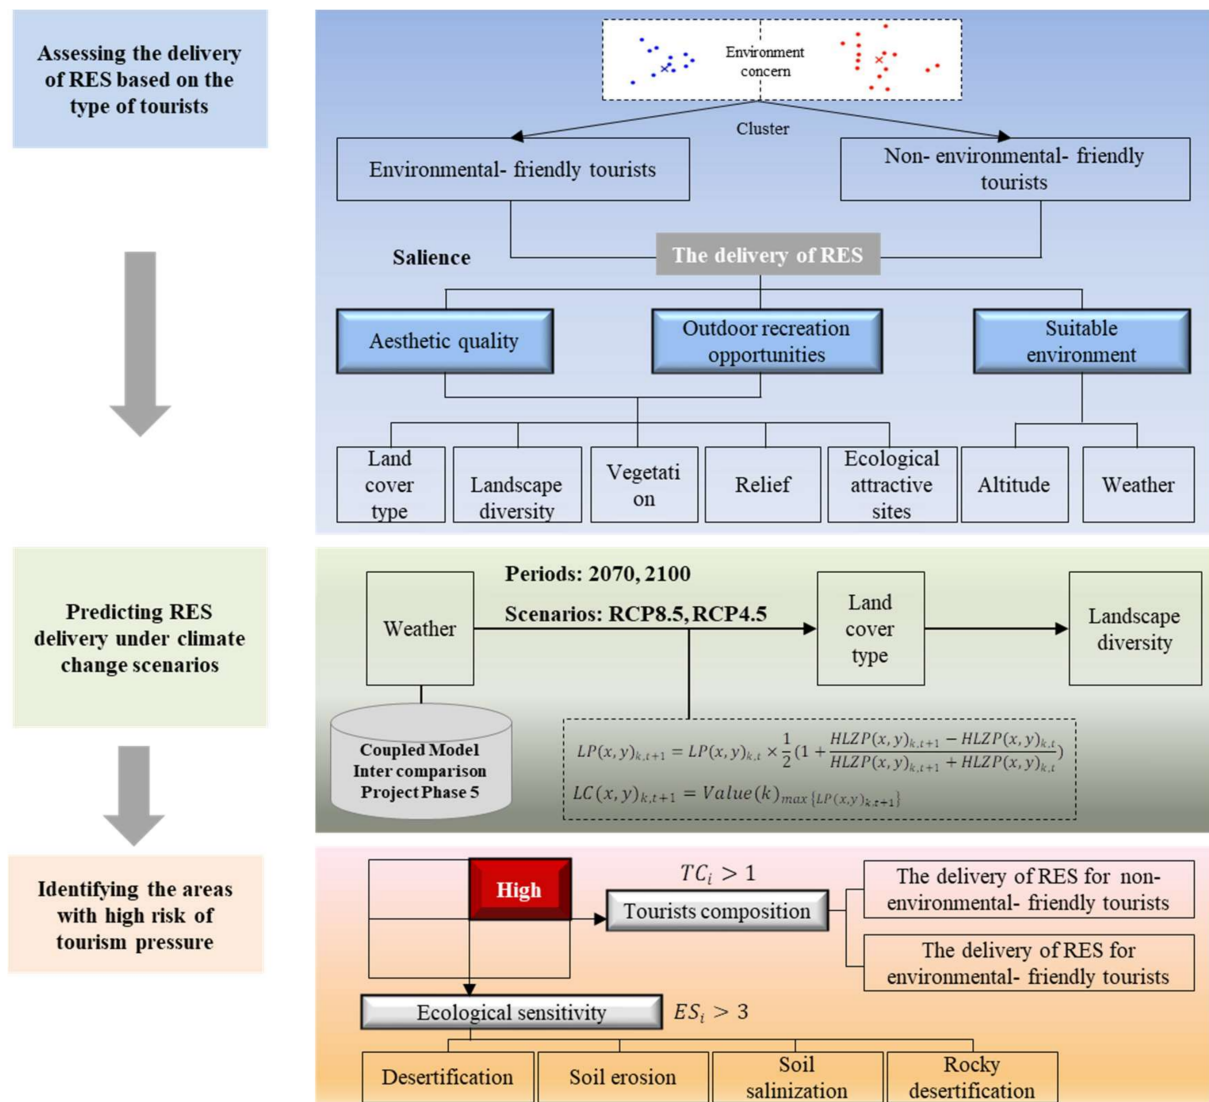 Assessing the delivery
of RES based on the
type of tourists
Environment
concern
Cluster
Environmental- friendly tourists
Non- environmental- friendly
tourists
Salience
The delivery of RES
Aesthetic quality
Outdoor recreation
opportunities
Suitable
environment
Land
cover
type
Landscape
diversity
Vegetati
on
Relief
Ecological
attractive
sites
Altitude
Weather
Predicting RES
delivery under climate
change scenarios
Periods: 2070, 2100
Scenarios: RCP8.5, RCP4.5
Weather
Land
cover
type
Landscape
diversity
Coupled Model
Inter comparison
Project Phase 5
LP(x, y)_{k,t+1} = LP(x, y)_{k,t} × \frac{1}{2}(1 + \frac{HLZP(x, y)_{k,t+1} − HLZP(x, y)_{k,t}}{HLZP(x, y)_{k,t+1} + HLZP(x, y)_{k,t}})
LC(x, y)_{k,t+1} = Value(k)_{max {LP(x,y)_{k,t+1}}}
Identifying the areas
with high risk of
tourism pressure
High
TC_i > 1
Tourists composition
The delivery of RES for non-
environmental- friendly tourists
The delivery of RES for
environmental- friendly tourists
Ecological sensitivity
ES_i > 3
Desertification
Soil erosion
Soil
salinization
Rocky
desertification